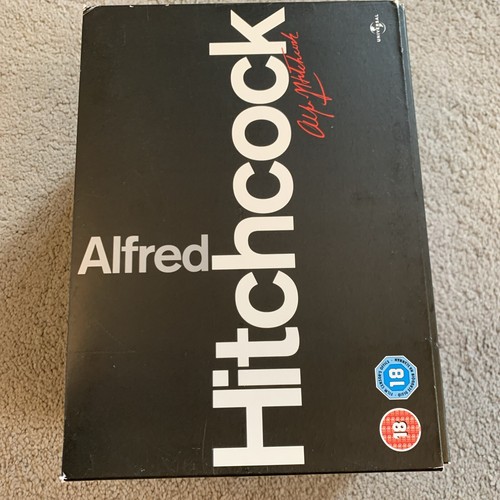 Alfred
Hitchcock
Alfred Hitchcock
UNIVERSAL
18
18